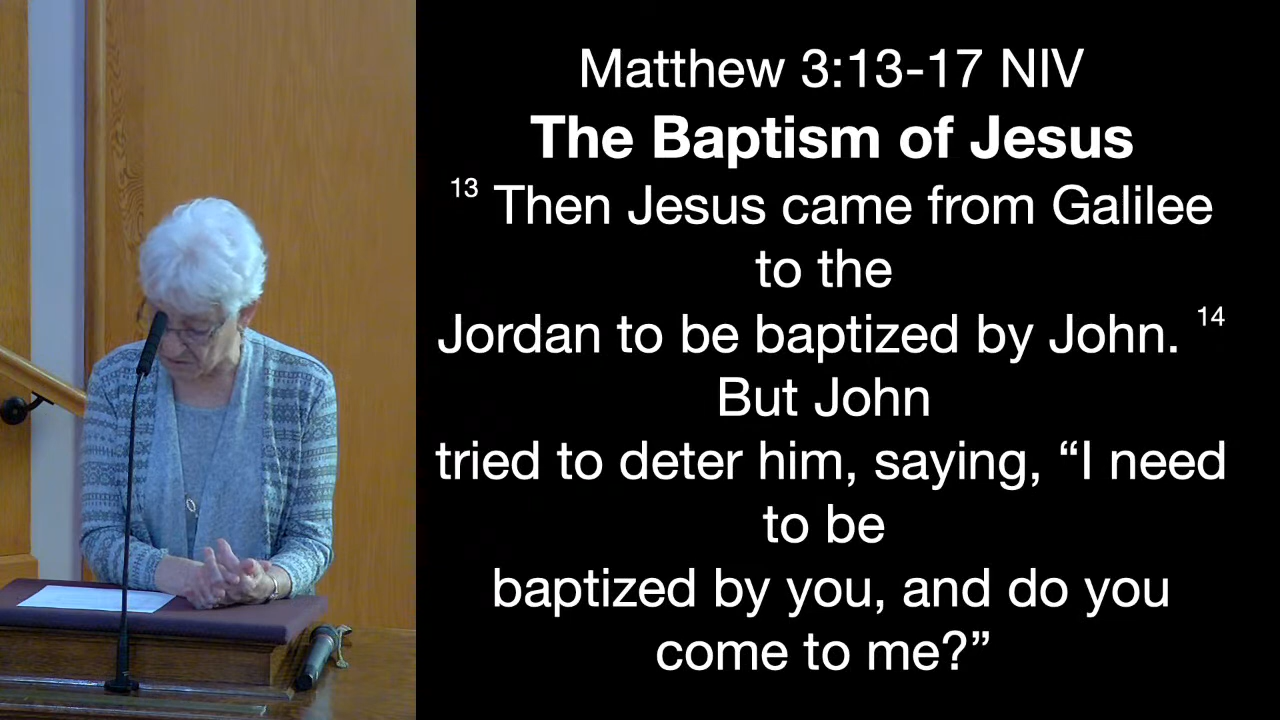 Matthew 3:13-17 NIV
The Baptism of Jesus
13 Then Jesus came from Galilee
to the
Jordan to be baptized by John. 14
But John
tried to deter him, saying, “I need
to be
baptized by you, and do you
come to me?”